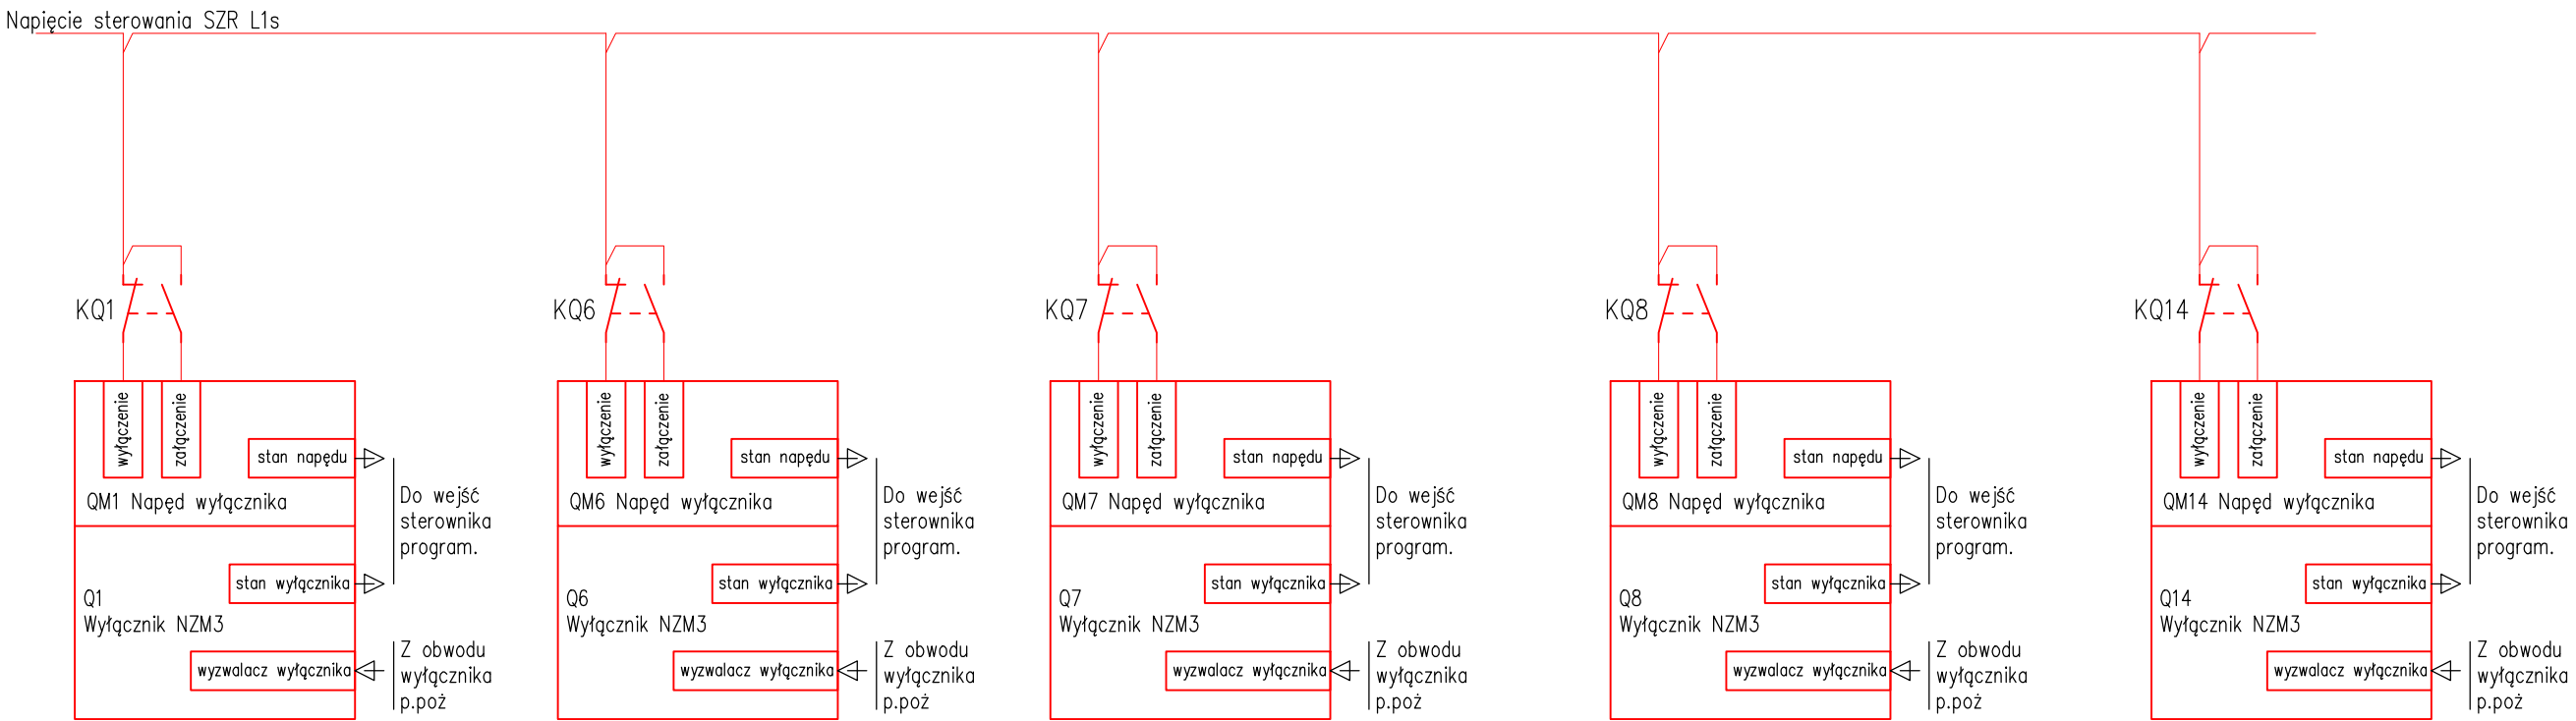 Napięcie sterowania SZR L1s
KQ1
KQ6
KQ7
KQ8
KQ14
wyłączenie
załączenie
stan napędu
QM1 Napęd wyłącznika
Do wejść
sterownika
program.
stan wyłącznika
Q1
Wyłącznik NZM3
wyzwalacz wyłącznika
Z obwodu
wyłącznika
p.poż
wyłączenie
załączenie
stan napędu
QM6 Napęd wyłącznika
Do wejść
sterownika
program.
stan wyłącznika
Q6
Wyłącznik NZM3
wyzwalacz wyłącznika
Z obwodu
wyłącznika
p.poż
wyłączenie
załączenie
stan napędu
QM7 Napęd wyłącznika
Do wejść
sterownika
program.
stan wyłącznika
Q7
Wyłącznik NZM3
wyzwalacz wyłącznika
Z obwodu
wyłącznika
p.poż
wyłączenie
załączenie
stan napędu
QM8 Napęd wyłącznika
Do wejść
sterownika
program.
stan wyłącznika
Q8
Wyłącznik NZM3
wyzwalacz wyłącznika
Z obwodu
wyłącznika
p.poż
wyłączenie
załączenie
stan napędu
QM14 Napęd wyłącznika
Do wejść
sterownika
program.
stan wyłącznika
Q14
Wyłącznik NZM3
wyzwalacz wyłącznika
Z obwodu
wyłącznika
p.poż